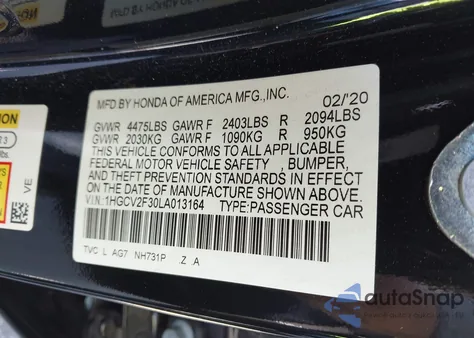 MFD BY HONDA OF AMERICA MFG.,INC. 02/'20
GVWR 4475LBS GAWR F 2403LBS R 2094LBS
GVWR 2030KG GAWR F 1090KG R 950KG
THIS VEHICLE CONFORMS TO ALL APPLICABLE
FEDERAL MOTOR VEHICLE SAFETY , BUMPER,
AND THEFT PREVENTION STANDARDS IN EFFECT
ON THE DATE OF MANUFACTURE SHOWN ABOVE.
V.I.N:1HGCV2F30LA013164 TYPE:PASSENGER CAR
TVC L AG7 NH731P Z A
VE
autoSnap